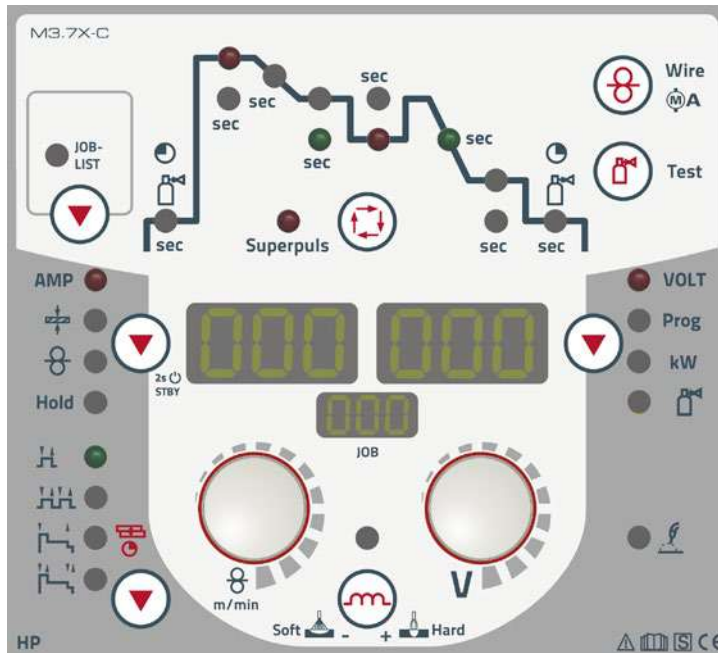 M3.7X-C
sec
Wire
A
sec
sec
JOB-
LIST
sec
sec
Test
sec
Superpuls
sec
sec
AMP
VOLT
000
000
Prog
kW
2s
STBY
Hold
000
JOB
m/min
V
Soft
-
+
Hard
HP
S
CE